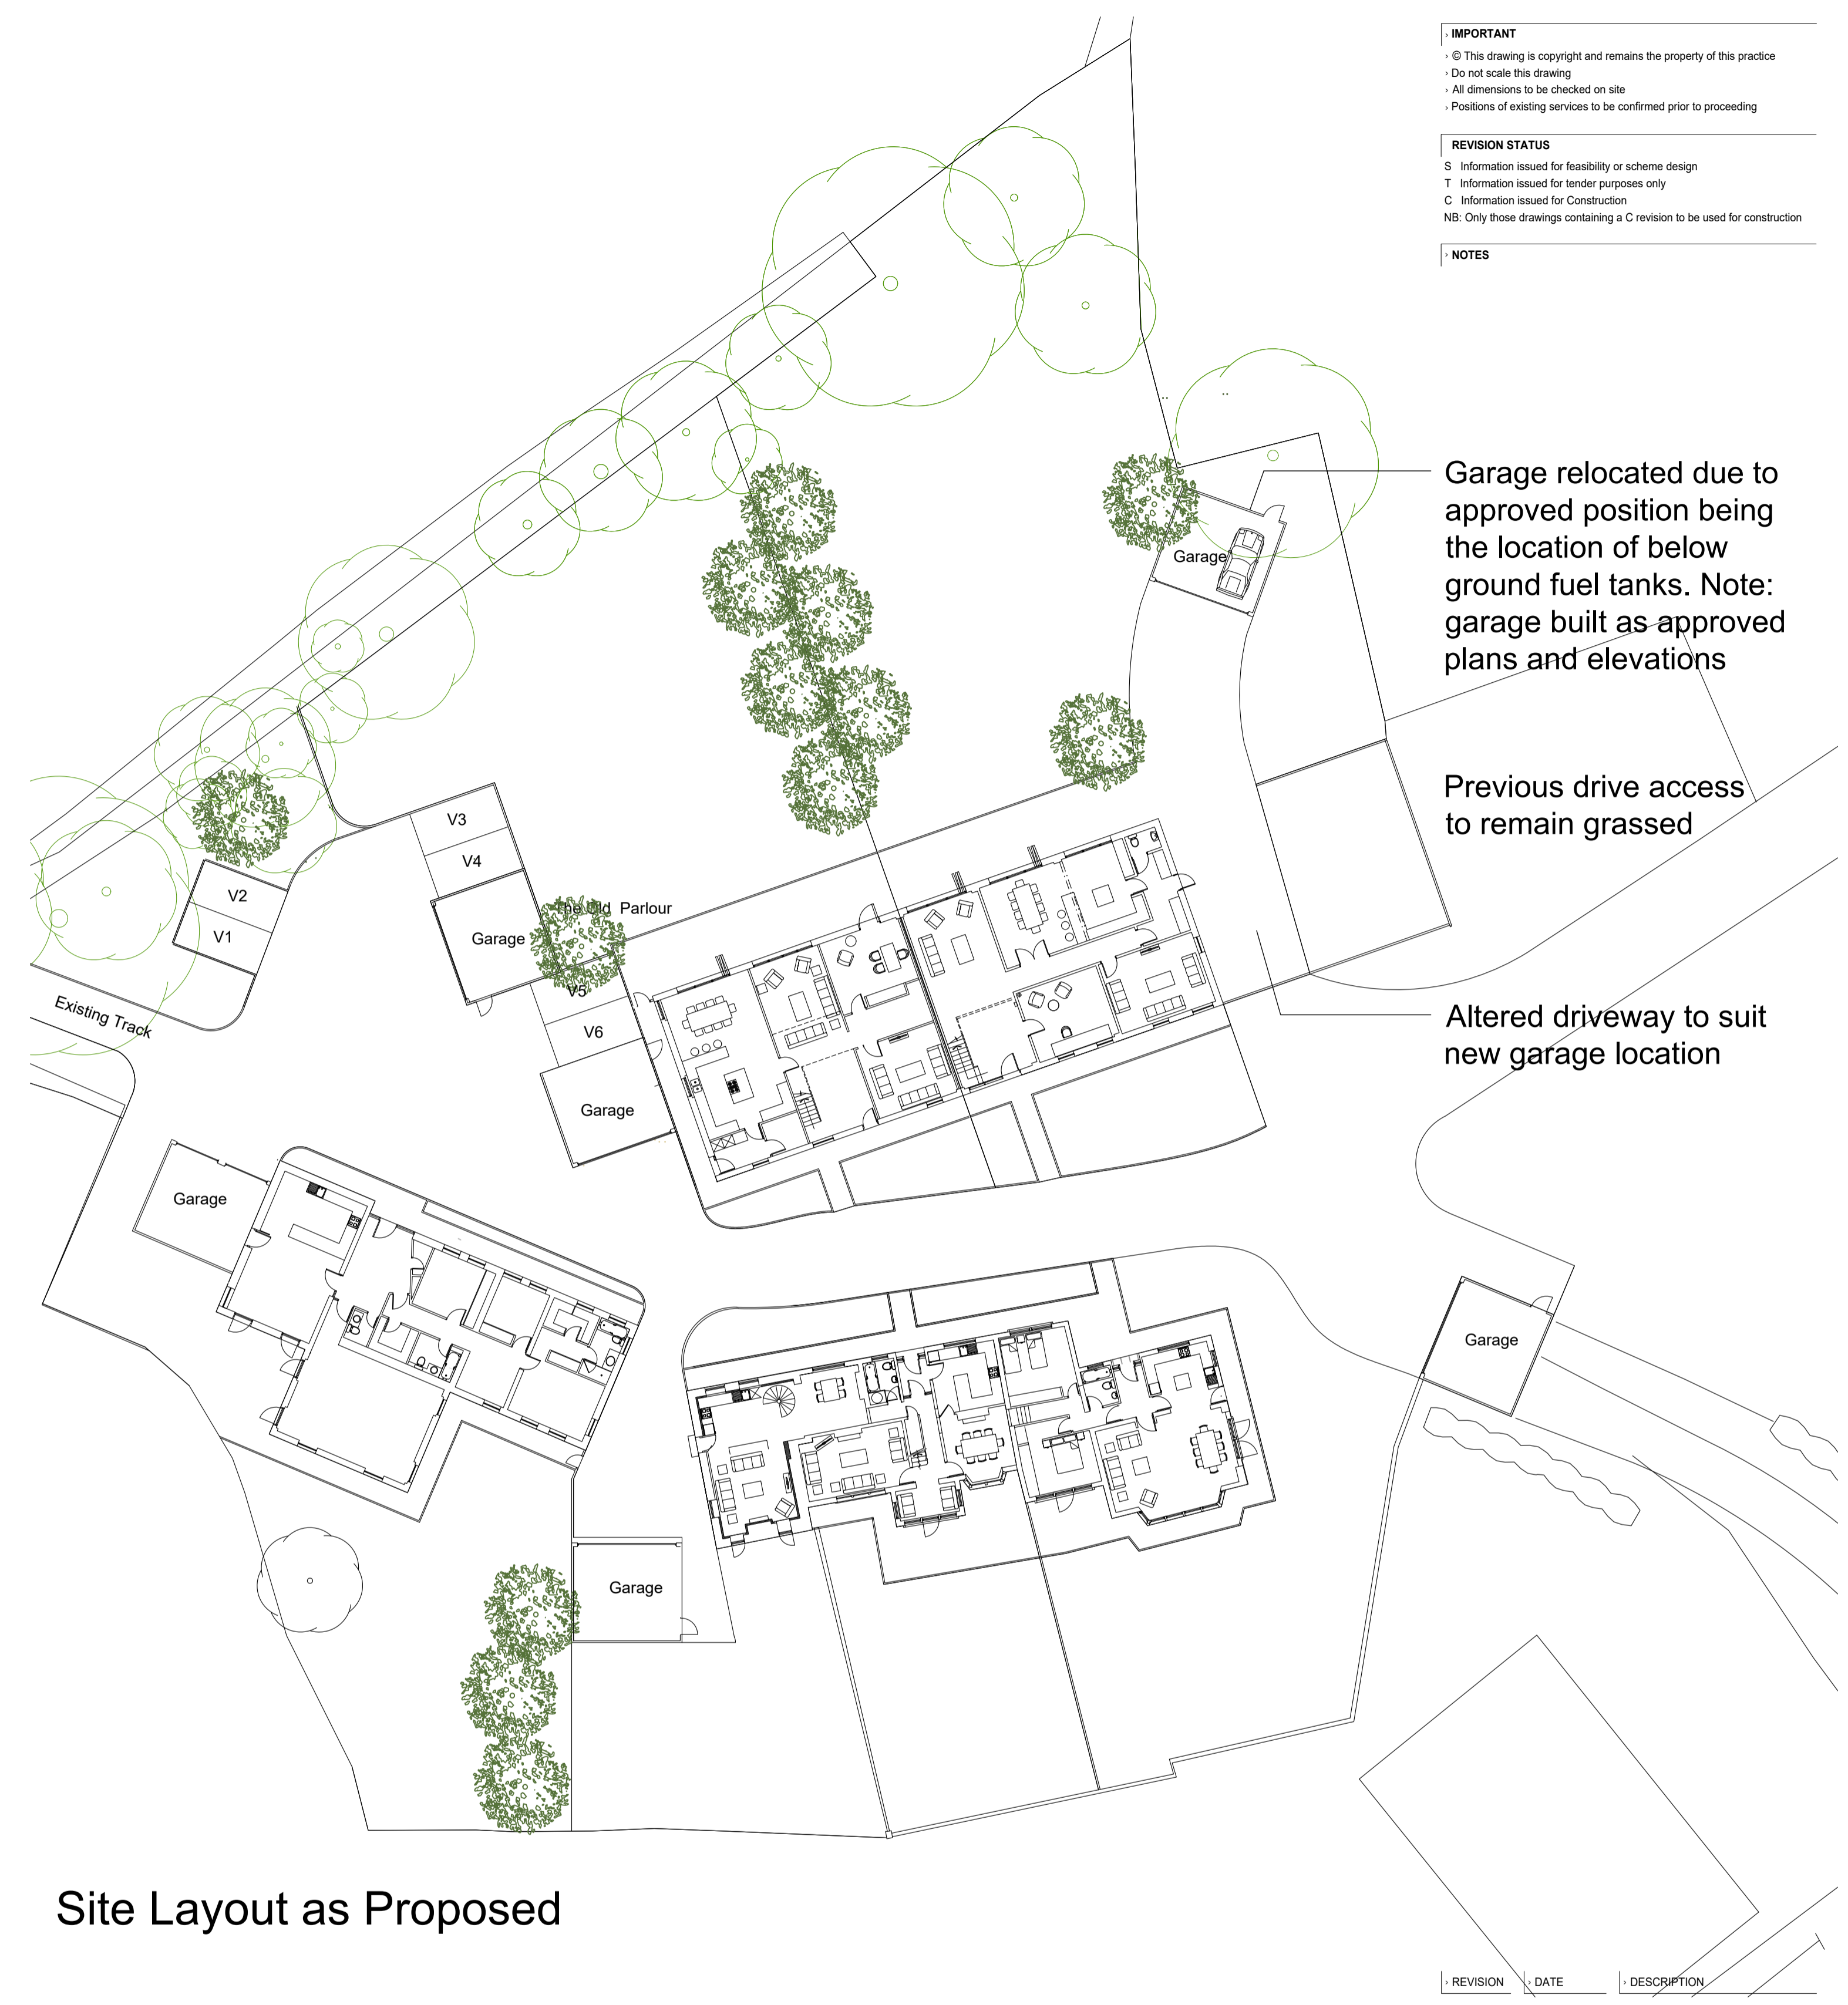 › IMPORTANT
› © This drawing is copyright and remains the property of this practice
› Do not scale this drawing
› All dimensions to be checked on site
› Positions of existing services to be confirmed prior to proceeding
REVISION STATUS
S Information issued for feasibility or scheme design
T Information issued for tender purposes only
C Information issued for Construction
NB: Only those drawings containing a C revision to be used for construction
› NOTES
Garage relocated due to
approved position being
the location of below
ground fuel tanks. Note:
garage built as approved
plans and elevations
Garage
Previous drive access
to remain grassed
V3
V4
V2
V1
The Old Parlour
Garage
V5
V6
Existing Track
Altered driveway to suit
new garage location
Garage
Garage
Garage
Garage
Site Layout as Proposed
› REVISION
› DATE
› DESCRIPTION